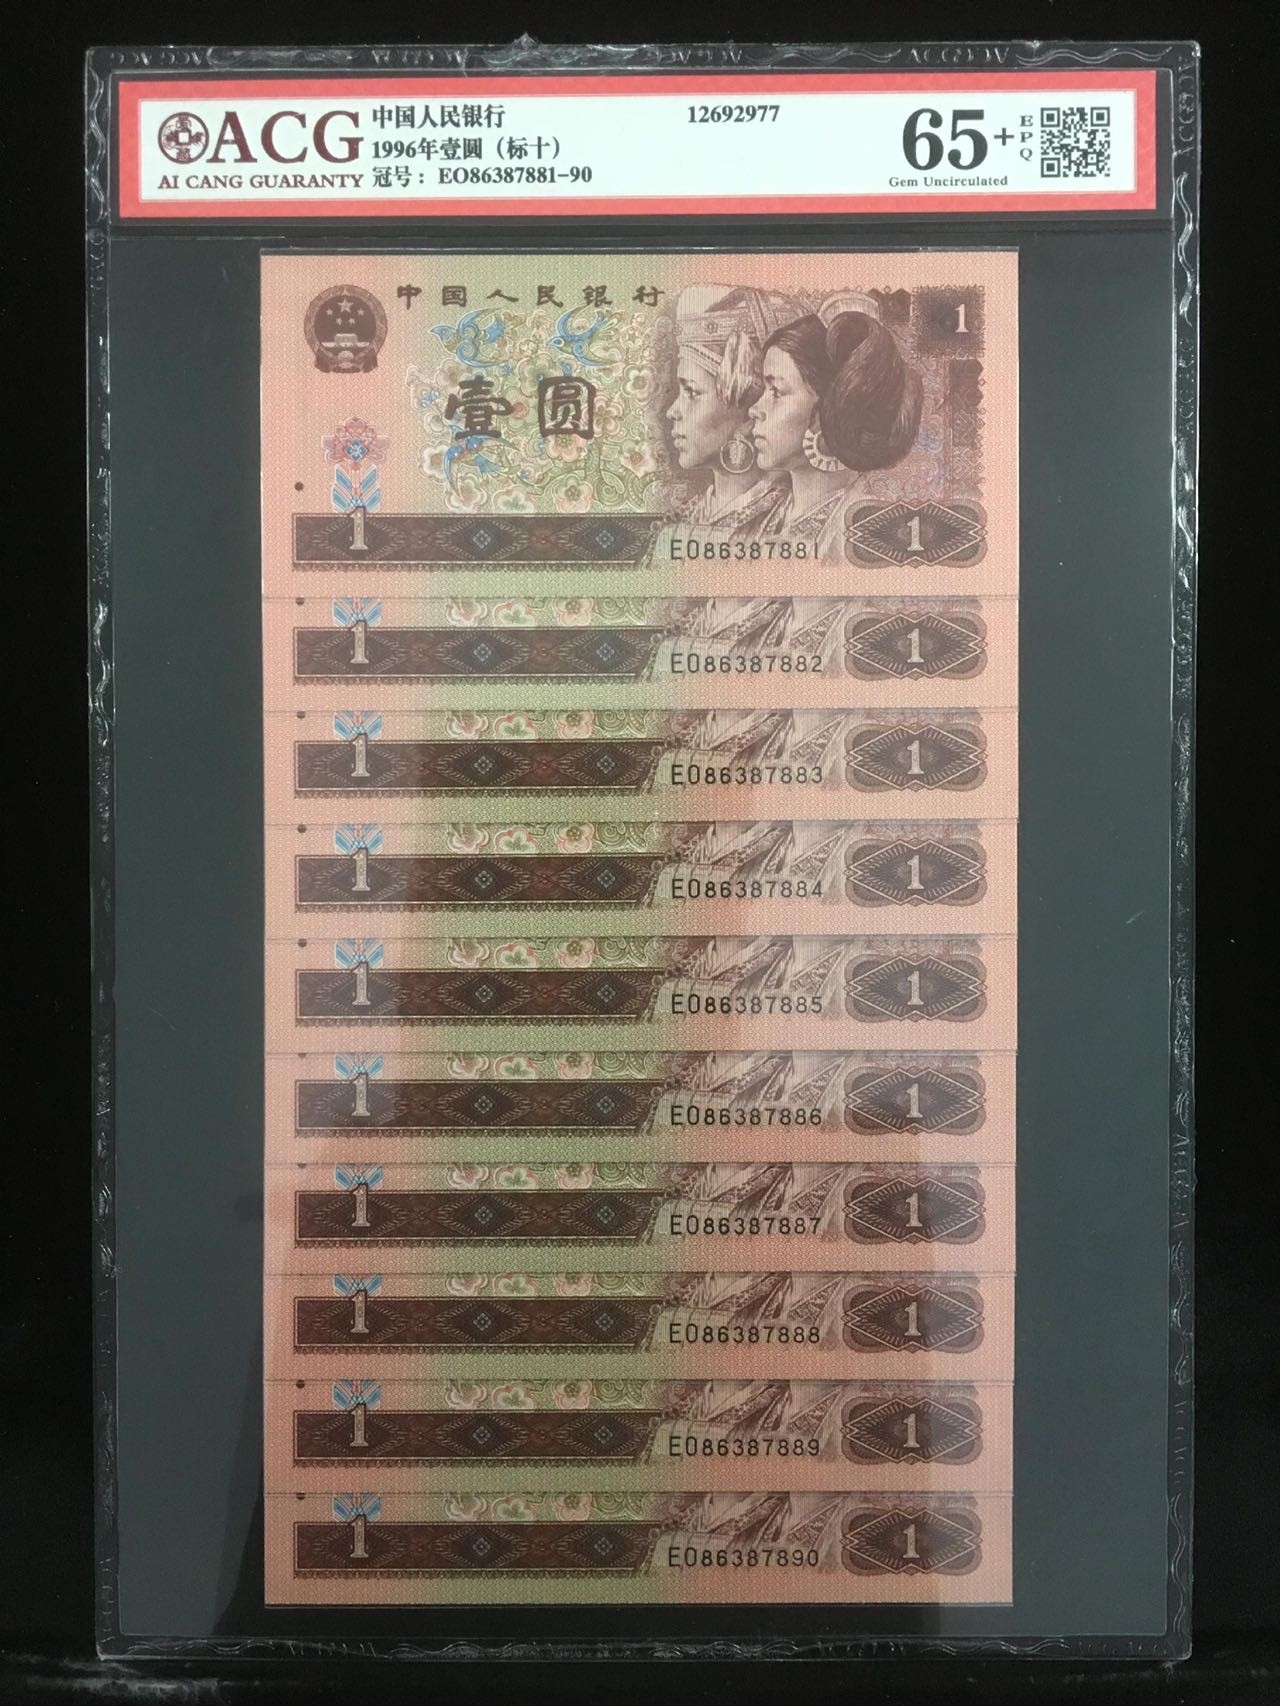 ACG
AI CANG GUARANTY
中国人民银行
1996年壹圆（标十）
冠号：EO86387881-90
12692977
65+
EPQ
Gem Uncirculated
中国人民银行
1
壹圆
1 EO86387881 1
1 EO86387882 1
1 EO86387883 1
1 EO86387884 1
1 EO86387885 1
1 EO86387886 1
1 EO86387887 1
1 EO86387888 1
1 EO86387889 1
1 EO86387890 1